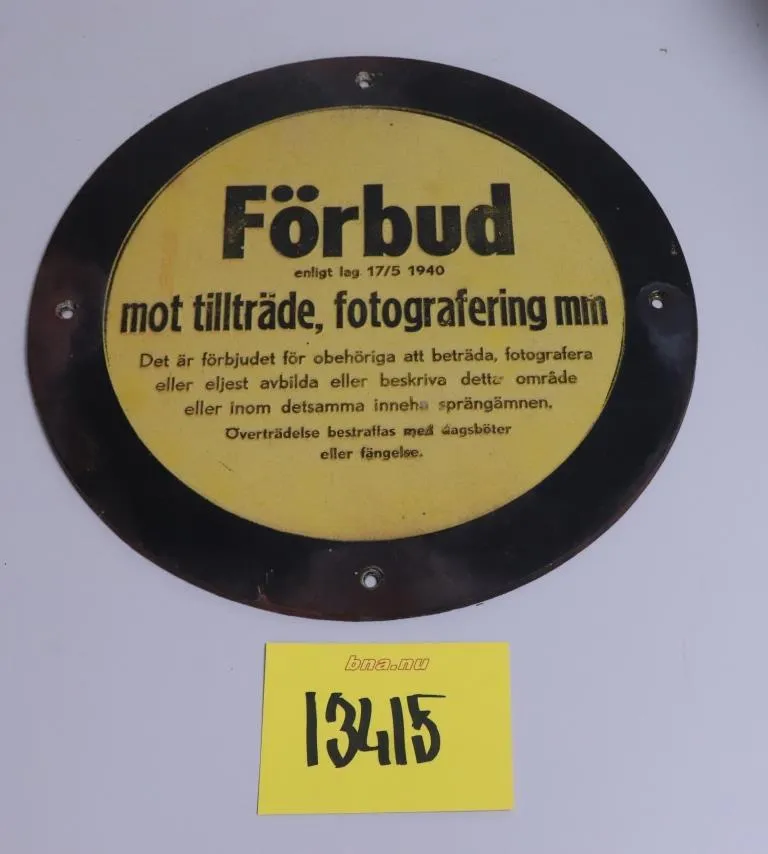 Förbud
enligt lag 17/5 1940
mot tillträde, fotografering mm
Det är förbjudet för obehöriga att beträda, fotografera
eller eljest avbilda eller beskriva detta område
eller inom detsamma inneha sprängämnen.
Överträdelse bestraffas med dagsböter
eller fängelse.
bna.nu
13415